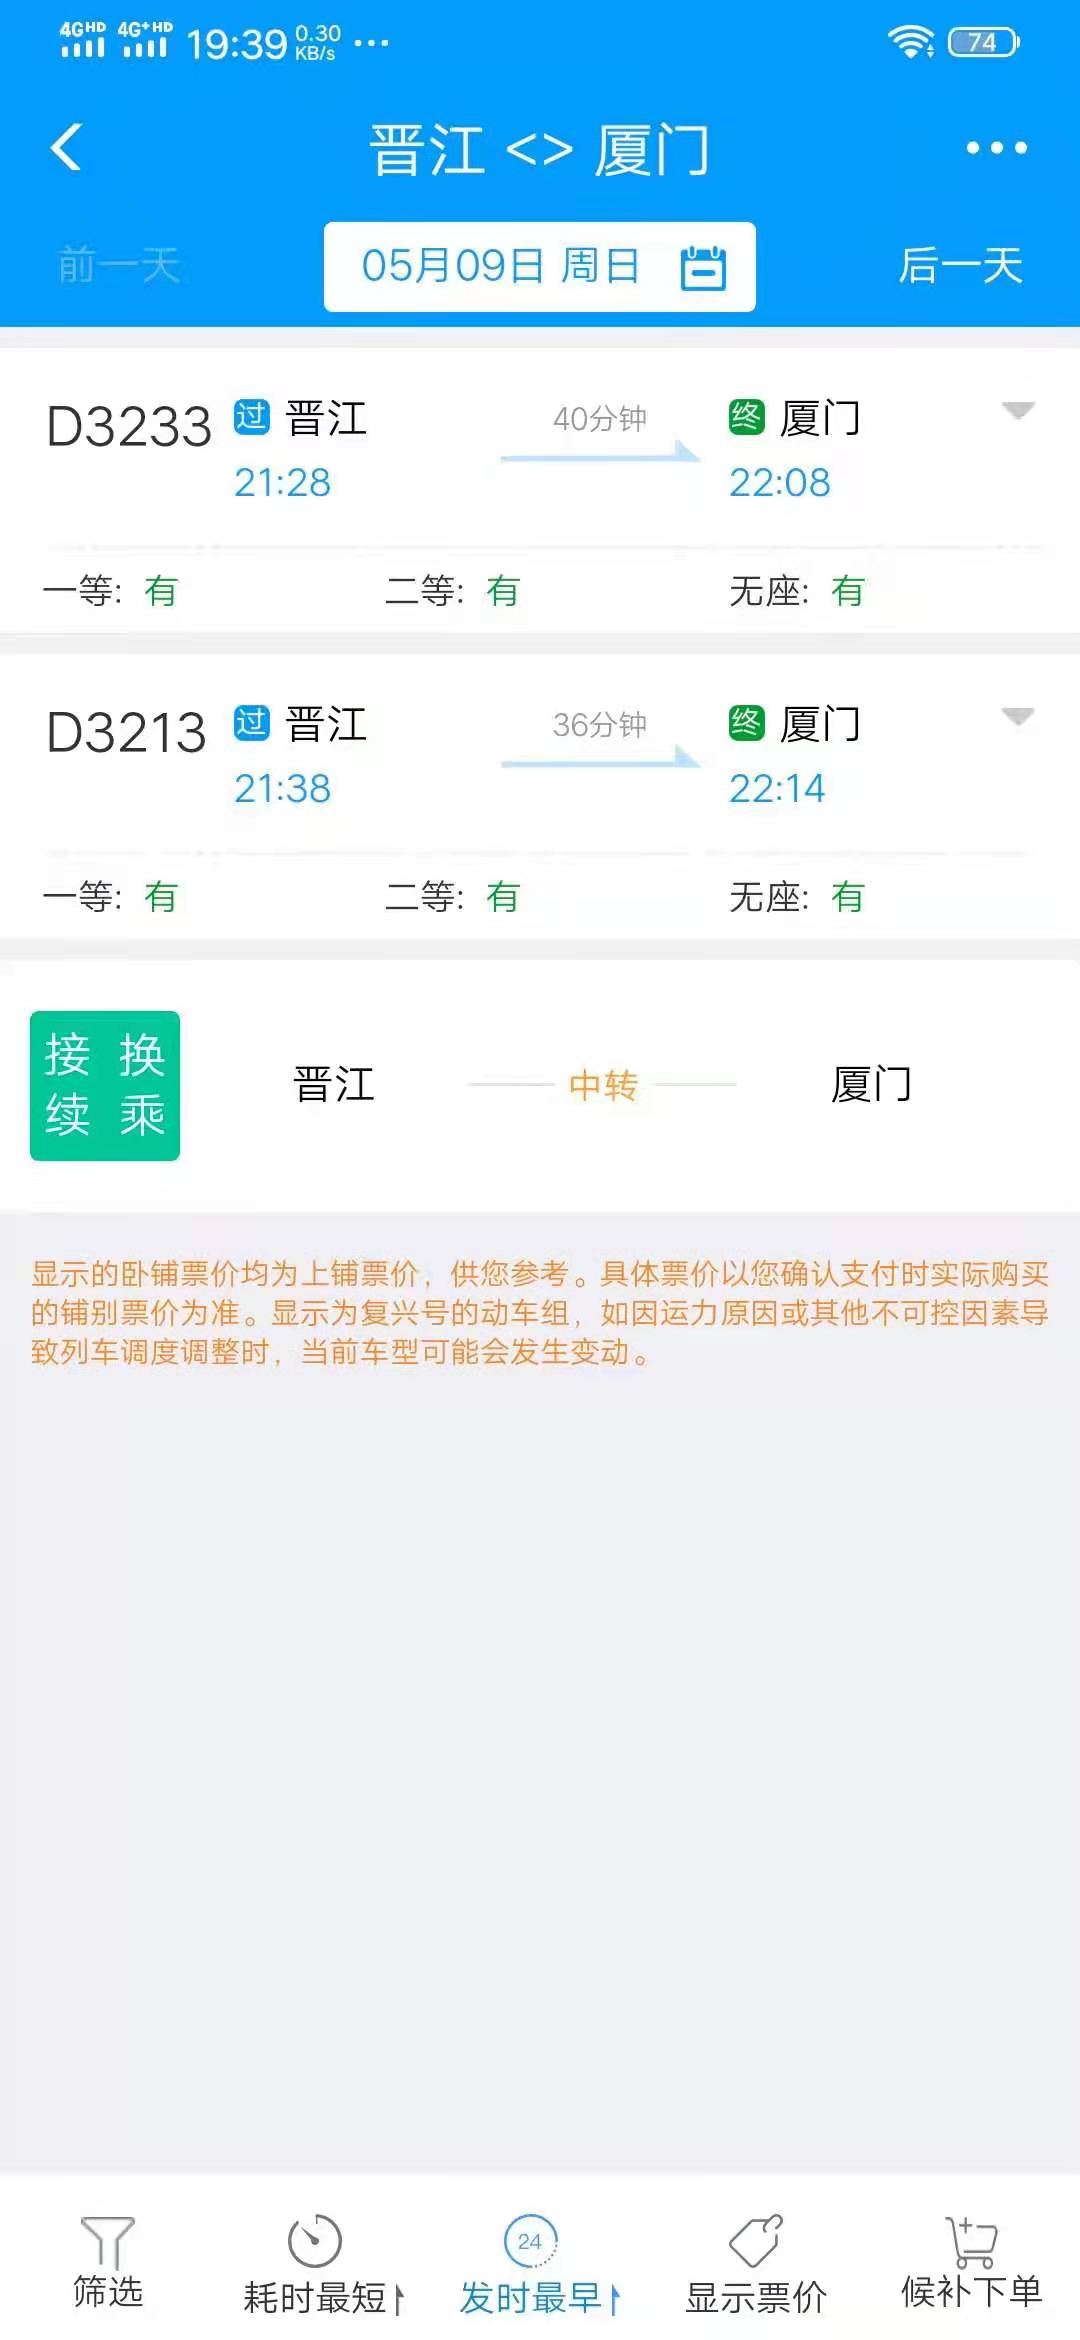 4GHD 4G+HD 19:39 0.30 KB/s ... 74
晋江 <> 厦门
前一天 05月09日 周日 后一天
D3233 过 晋江 40分钟 终 厦门
21:28 22:08
一等: 有 二等: 有 无座: 有
D3213 过 晋江 36分钟 终 厦门
21:38 22:14
一等: 有 二等: 有 无座: 有
接 换
续 乘
晋江 中转 厦门
显示的卧铺票价均为上铺票价，供您参考。具体票价以您确认支付时实际购买
的铺别票价为准。显示为复兴号的动车组，如因运力原因或其他不可控因素导
致列车调度调整时，当前车型可能会发生变动。
24
筛选 耗时最短 发时最早 显示票价 候补下单